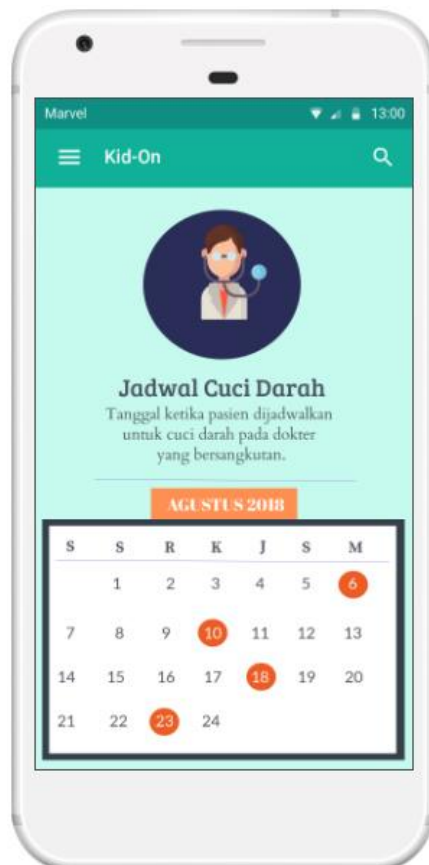 Marvel 13:00
Kid-On
Jadwal Cuci Darah
Tanggal ketika pasien dijadwalkan
untuk cuci darah pada dokter
yang bersangkutan.
AGUSTUS 2018
S S R K J S M
1 2 3 4 5 6
7 8 9 10 11 12 13
14 15 16 17 18 19 20
21 22 23 24